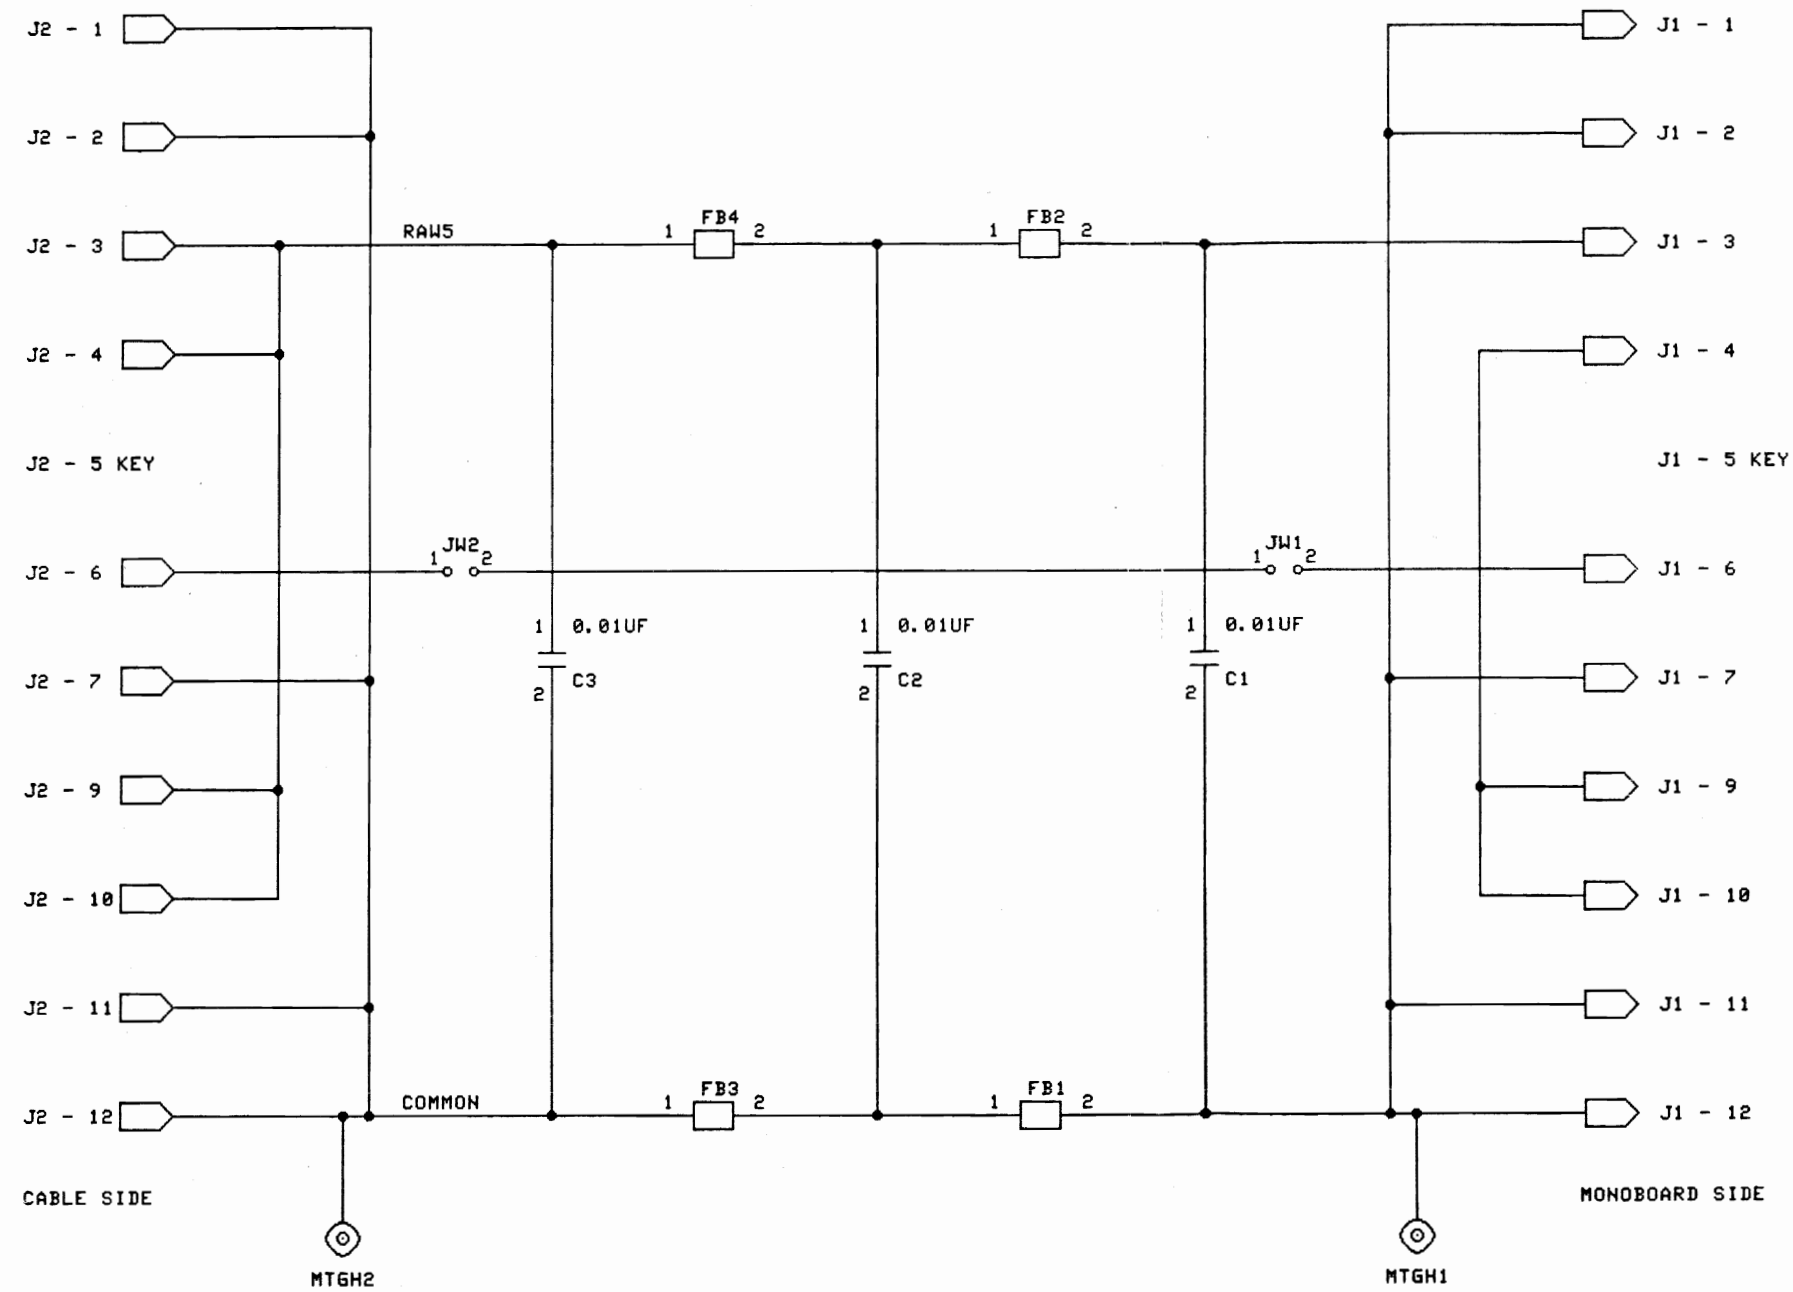 J2 - 1
J1 - 1
J2 - 2
J1 - 2
J2 - 3
RAW5
1 FB4 2
1 FB2 2
J1 - 3
J2 - 4
J1 - 4
J2 - 5 KEY
J1 - 5 KEY
J2 - 6
1 JW2 2
1 JW1 2
J1 - 6
1 0.01UF
1 0.01UF
1 0.01UF
J2 - 7
2 C3
2 C2
2 C1
J1 - 7
J2 - 9
J1 - 9
J2 - 10
J1 - 10
J2 - 11
J1 - 11
J2 - 12
COMMON
1 FB3 2
1 FB1 2
J1 - 12
CABLE SIDE
MONOBOARD SIDE
MTGH2
MTGH1